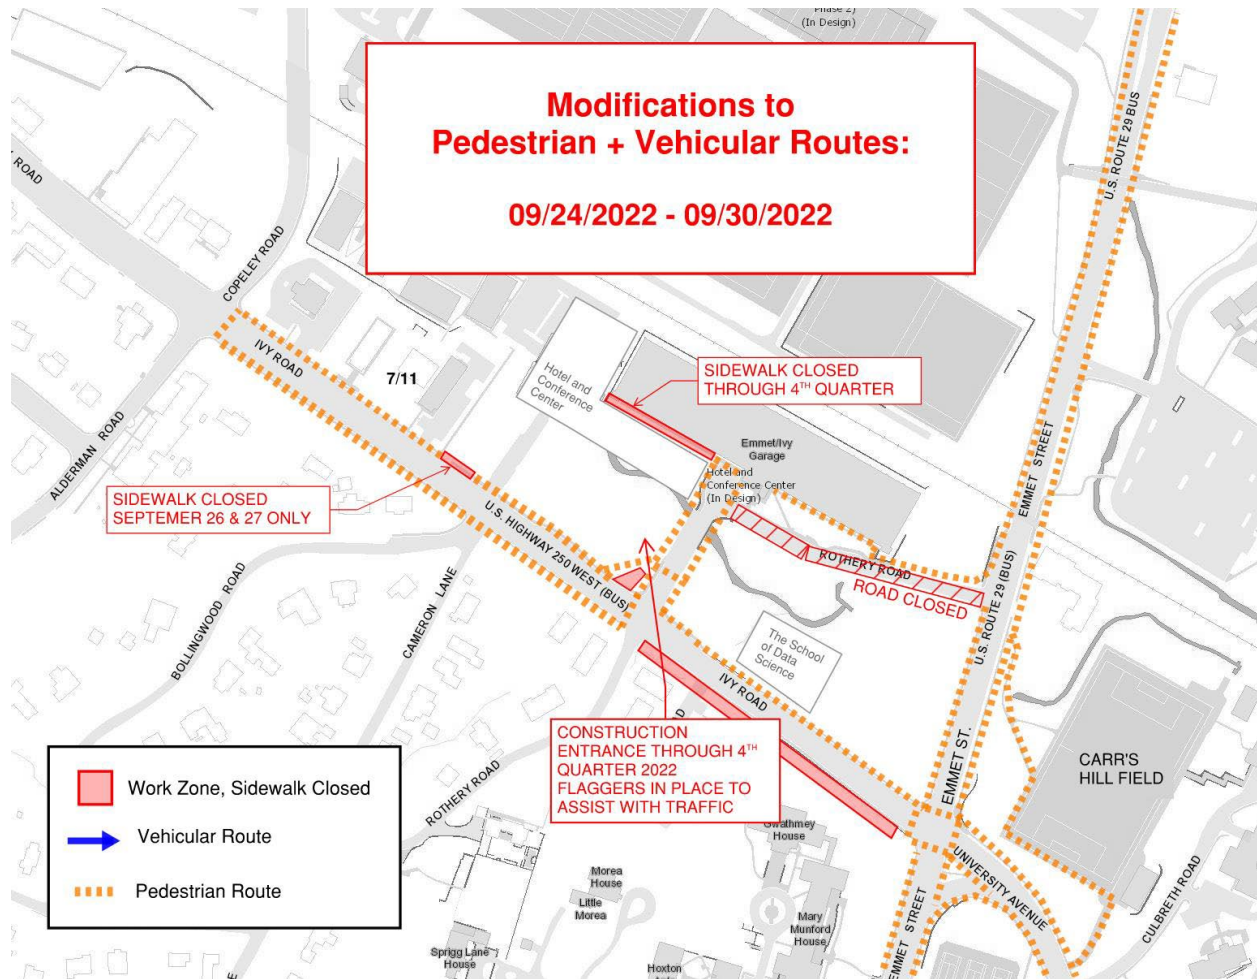 Phase 2)
(In Design)
Modifications to
Pedestrian + Vehicular Routes:
09/24/2022 - 09/30/2022
ROAD
COPELEY ROAD
U.S. ROUTE 29 BUS
IVY ROAD
7/11
Hotel and
Conference
Center
SIDEWALK CLOSED
THROUGH 4TH QUARTER
Emmet/Ivy
Garage
Hotel and
Conference Center
(In Design)
ALDERMAN ROAD
SIDEWALK CLOSED
SEPTEMER 26 & 27 ONLY
U.S. HIGHWAY 250 WEST (BUS)
EMMET STREET
ROTHERY ROAD
ROAD CLOSED
U.S. ROUTE 29 (BUS)
BOLLINGWOOD ROAD
CAMERON LANE
The School
of Data
Science
IVY ROAD
CONSTRUCTION
ENTRANCE THROUGH 4TH
QUARTER 2022
FLAGGERS IN PLACE TO
ASSIST WITH TRAFFIC
EMMET ST.
CARR'S
HILL FIELD
ROTHERY ROAD
Work Zone, Sidewalk Closed
Vehicular Route
Pedestrian Route
Gwathmey
House
Morea
House
Little
Morea
Mary
Munford
House
Sprigg Lane
House
Hoxton
UNIVERSITY AVENUE
EMMET STREET
CULBRETH ROAD